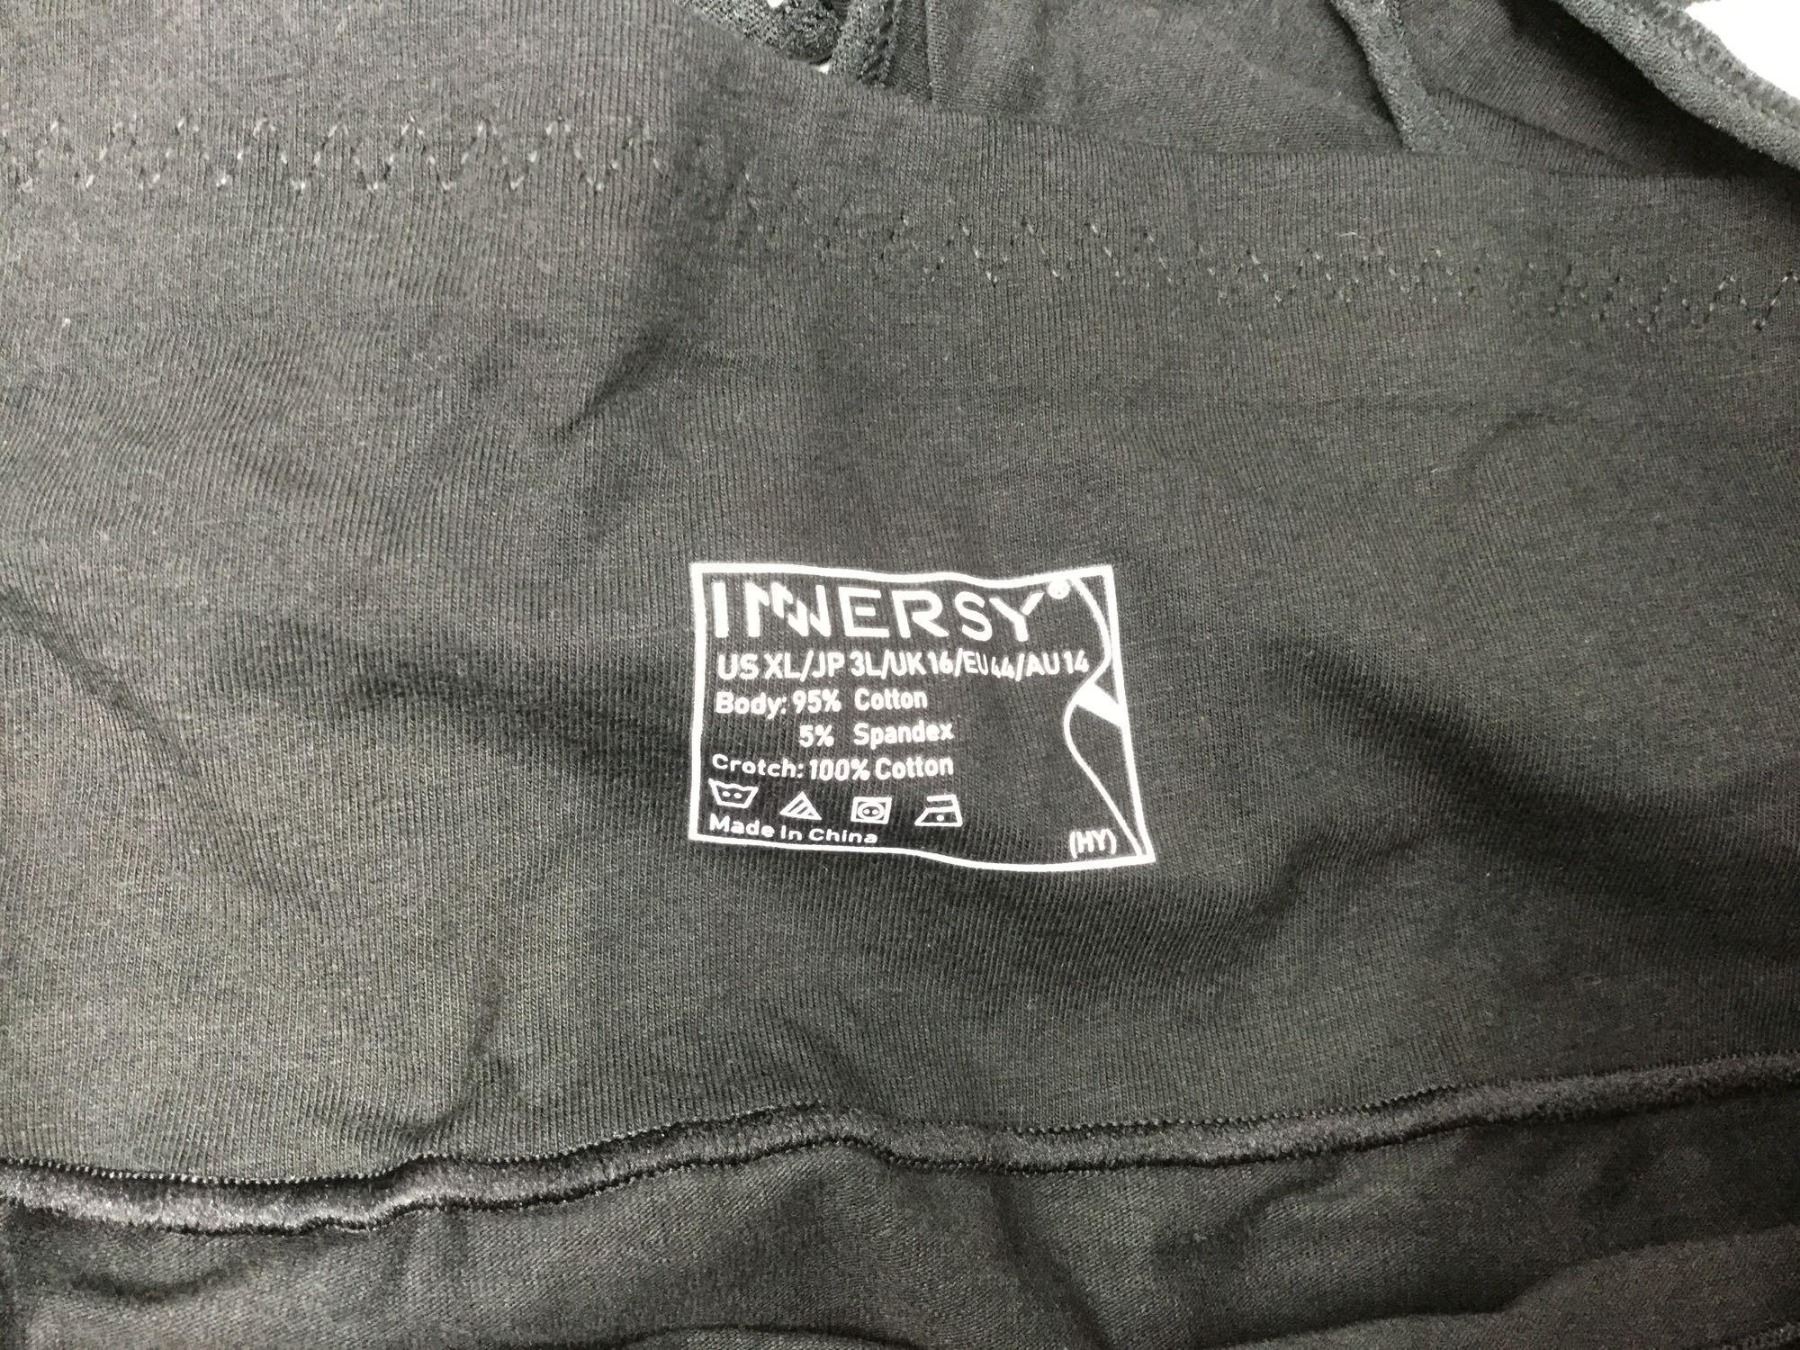 INNERSY®
US XL/JP 3L/UK 16/EU 44/AU 14
Body: 95% Cotton
5% Spandex
Crotch: 100% Cotton
Made In China
(HY)